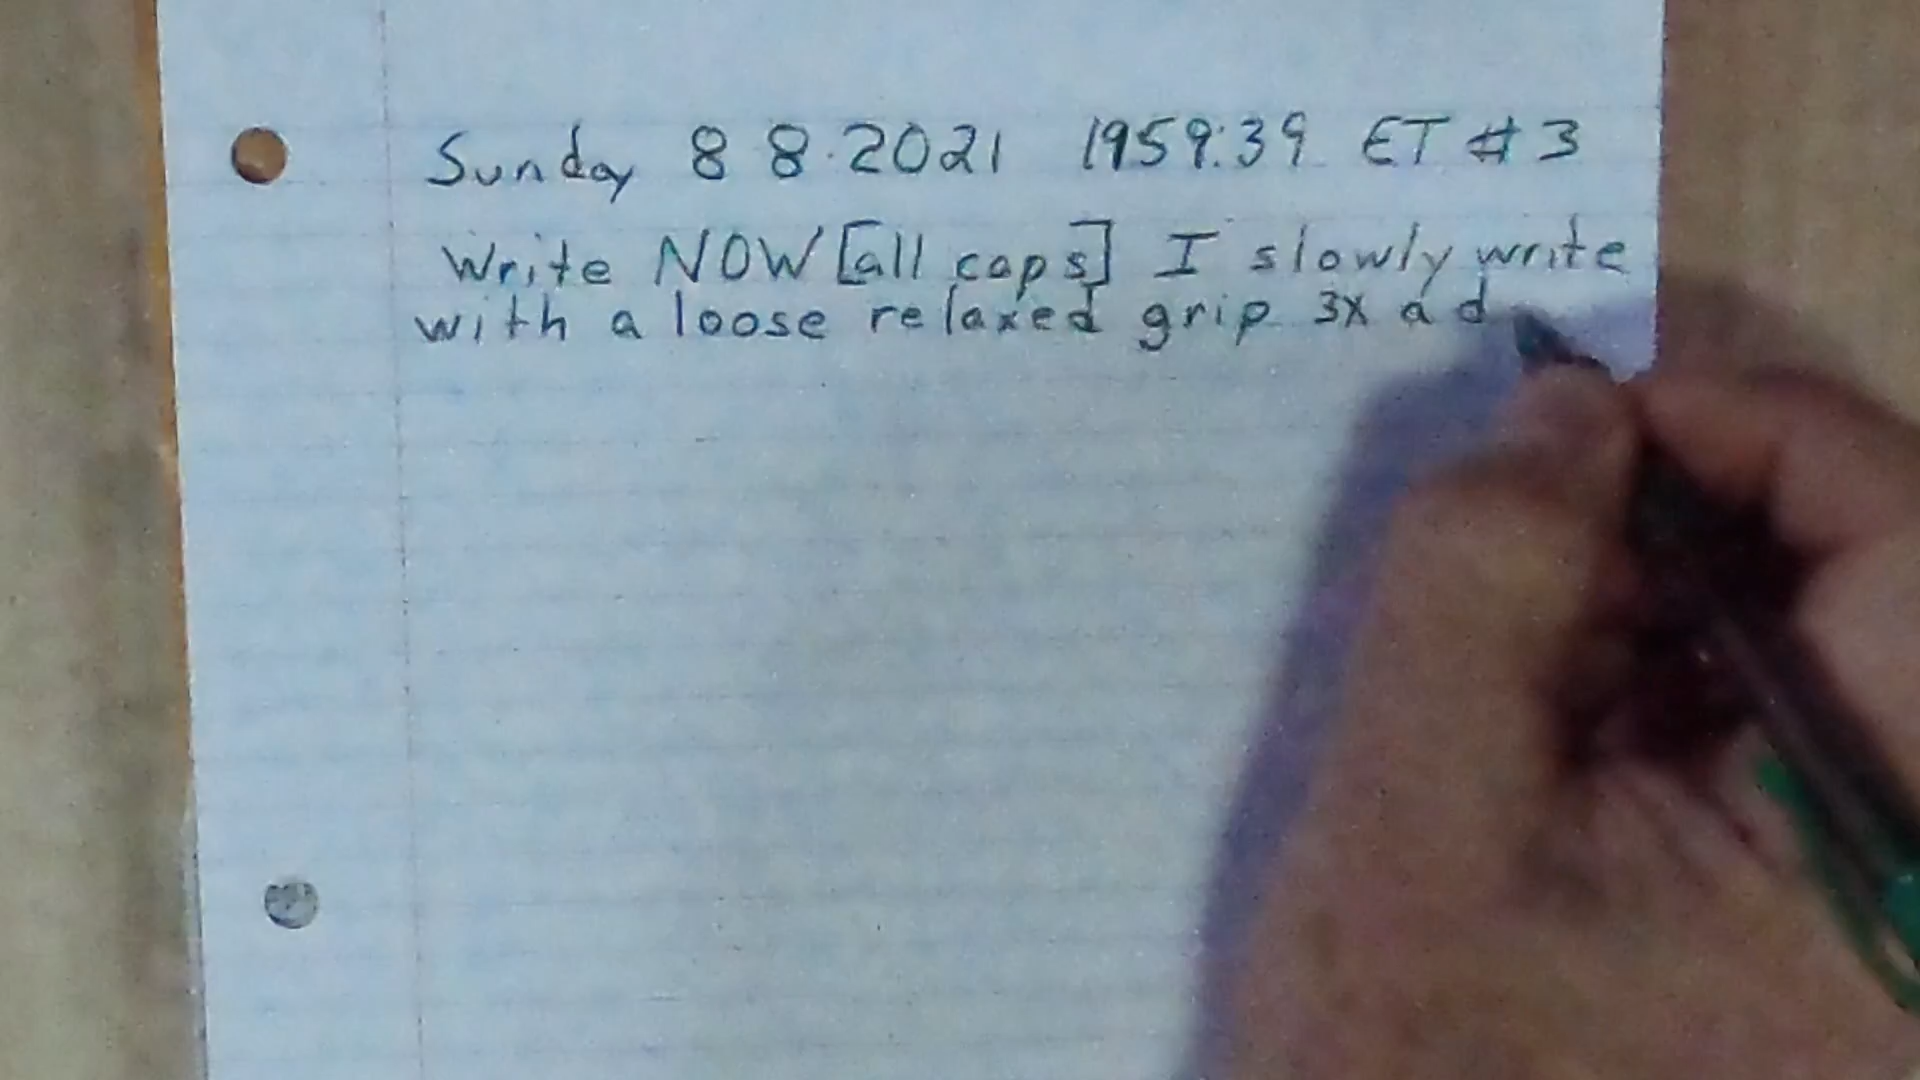 Sunday 8 8.2021 1959:39 ET #3
Write NOW [all caps] I slowly write
with a loose relaxed grip 3x a d